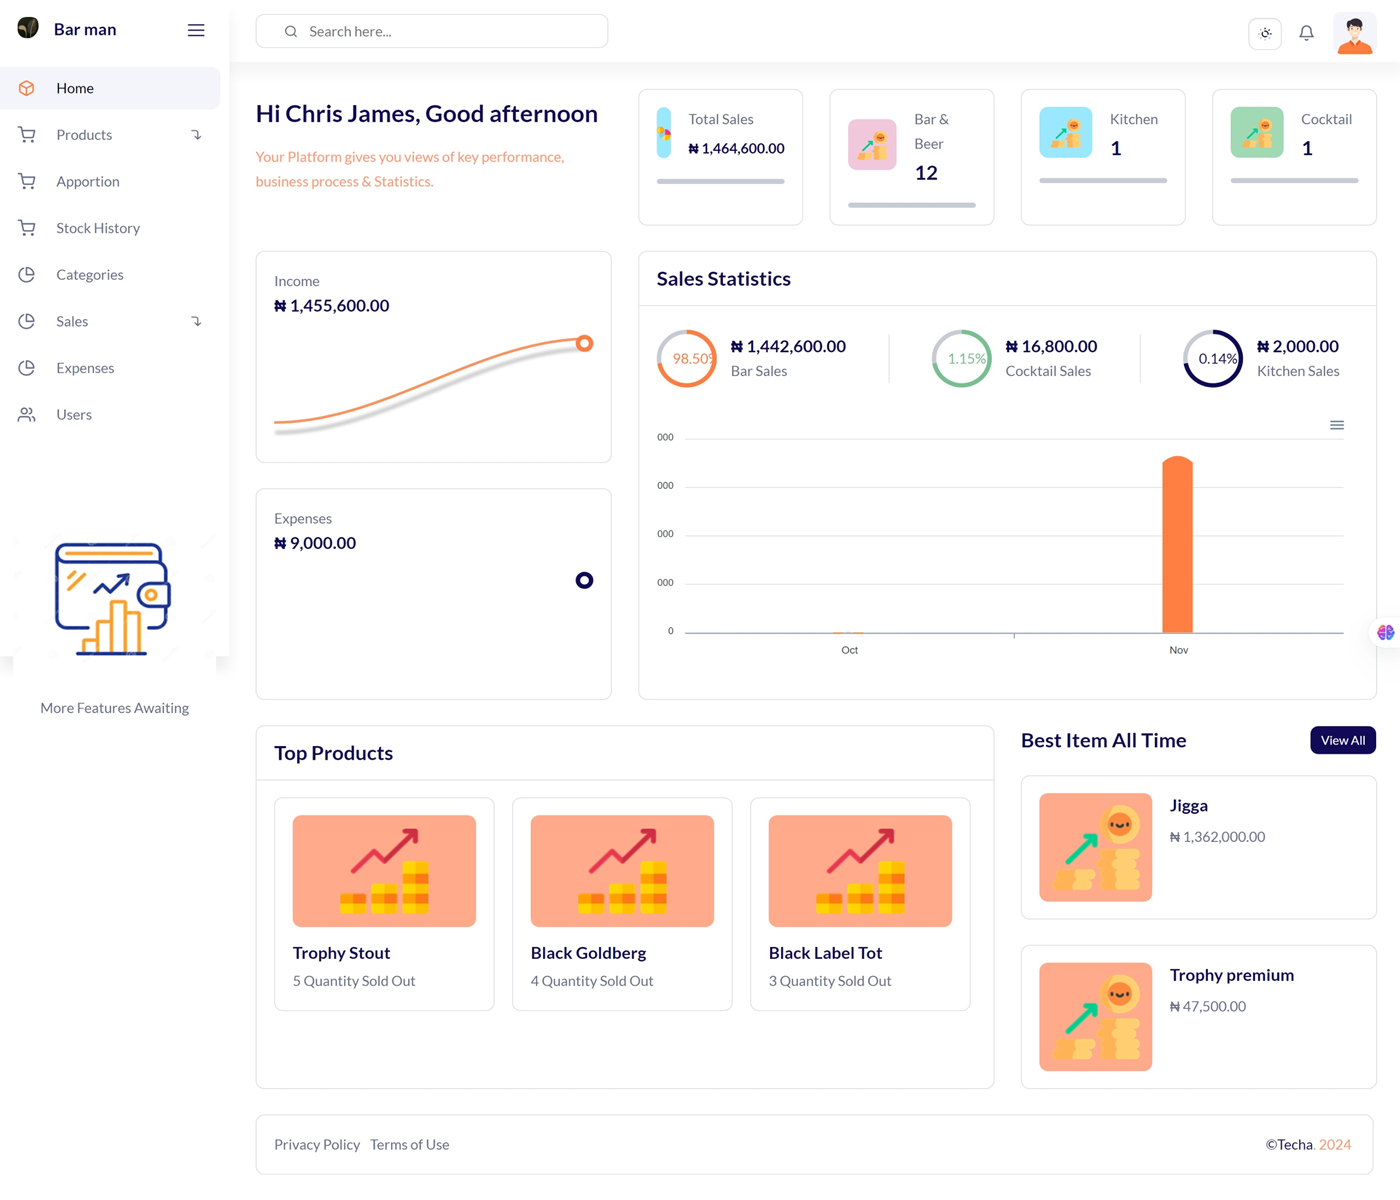 Bar man
Search here...
Home
Products
Apportion
Stock History
Categories
Sales
Expenses
Users
More Features Awaiting
Hi Chris James, Good afternoon
Your Platform gives you views of key performance,
business process & Statistics.
Total Sales
₦ 1,464,600.00
Bar &
Beer
12
Kitchen
1
Cocktail
1
Income
₦ 1,455,600.00
Expenses
₦ 9,000.00
Sales Statistics
98.50%
₦ 1,442,600.00
Bar Sales
1.15%
₦ 16,800.00
Cocktail Sales
0.14%
₦ 2,000.00
Kitchen Sales
000
000
000
000
0
Oct
Nov
Top Products
Trophy Stout
5 Quantity Sold Out
Black Goldberg
4 Quantity Sold Out
Black Label Tot
3 Quantity Sold Out
Best Item All Time
View All
Jigga
₦ 1,362,000.00
Trophy premium
₦ 47,500.00
Privacy Policy Terms of Use
©Techa. 2024